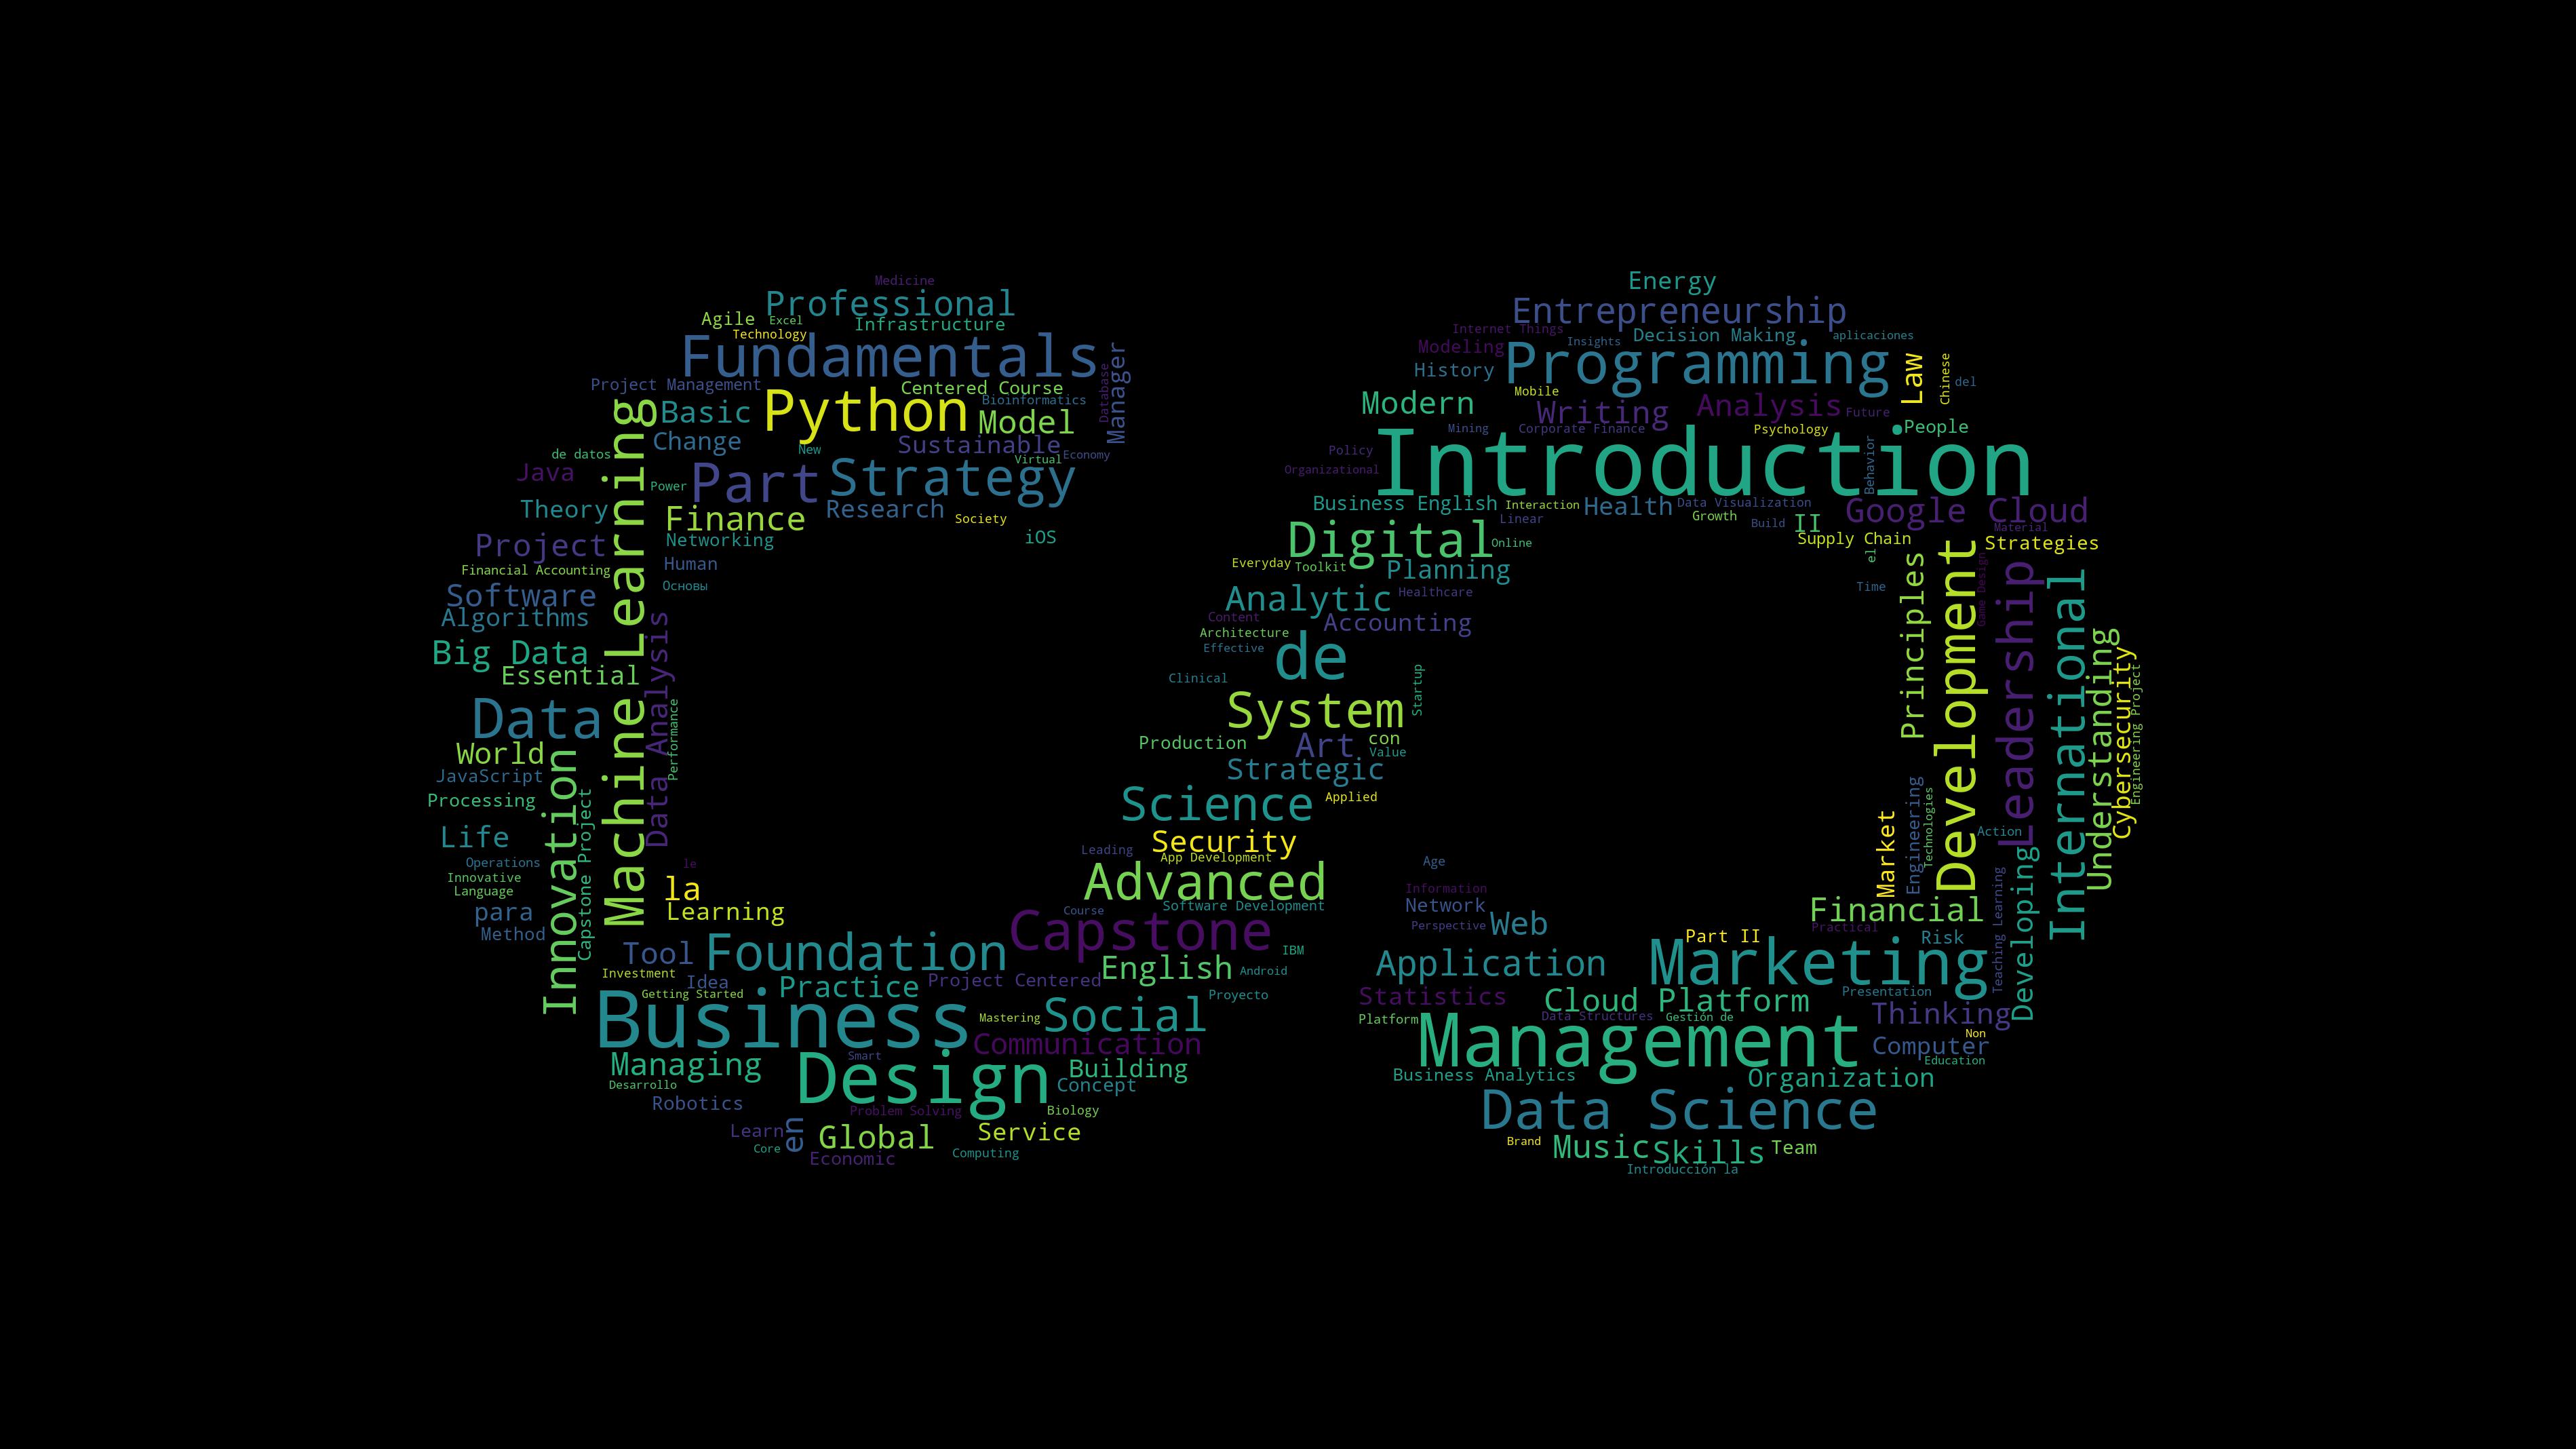 Medicine
Professional
Agile
Excel
Infrastructure
Technology
Fundamentals
Manager
Database
Project Management
Centered Course
Basic
Python
Bioinformatics
Model
Change
New
Sustainable
Virtual
Economy
de datos
Java
Machine Learning
Power
Part
Strategy
Theory
Finance
Research
Society
iOS
Project
Networking
Financial Accounting
Human
Основы
Software
Algorithms
Big Data
Essential
Data Analysis
Performance
Data
World
JavaScript
Processing
Innovation
Capstone Project
Life
Operations
Innovative
Language
para
Method
le
la
Learning
Tool
Foundation
Investment
Idea
Getting Started
Practice
Project Centered
Business
Mastering
Social
Communication
Managing
Smart
Design
Building
Desarrollo
Concept
Robotics
Problem Solving
Biology
Learn
en
Global
Service
Core
Economic
Computing
Energy
Entrepreneurship
Internet Things
Insights
Decision Making
aplicaciones
Modeling
Programming
History
Law
Chinese
del
Mobile
Modern
Writing
Analysis
Future
Mining
Corporate Finance
Psychology
People
Behavior
Policy
Introduction
Organizational
Business English
Interaction
Health
Data Visualization
Linear
Growth
Build
II
Google Cloud
Material
Digital
Online
Supply Chain
Strategies
el
Everyday
Toolkit
Planning
Time
Principles
Development
Game Design
Leadership
International
Understanding
Cybersecurity
Engineering Project
Analytic
Healthcare
Content
Accounting
Architecture
Effective
de
Clinical
Startup
System
Production
Art
con
Value
Strategic
Science
Applied
Security
Leading
App Development
Age
Advanced
Information
Course
Software Development
Network
Capstone
Perspective
Web
IBM
English
Android
Proyecto
Application
Statistics
Platform
Market
Engineering
Technologies
Action
Financial
Practical
Part II
Risk
Teaching Learning
Developing
Marketing
Cloud Platform
Presentation
Data Structures
Gestión de
Thinking
Management
Non
Computer
Education
Business Analytics
Organization
Data Science
Brand
Music
Skills
Team
Introducción la